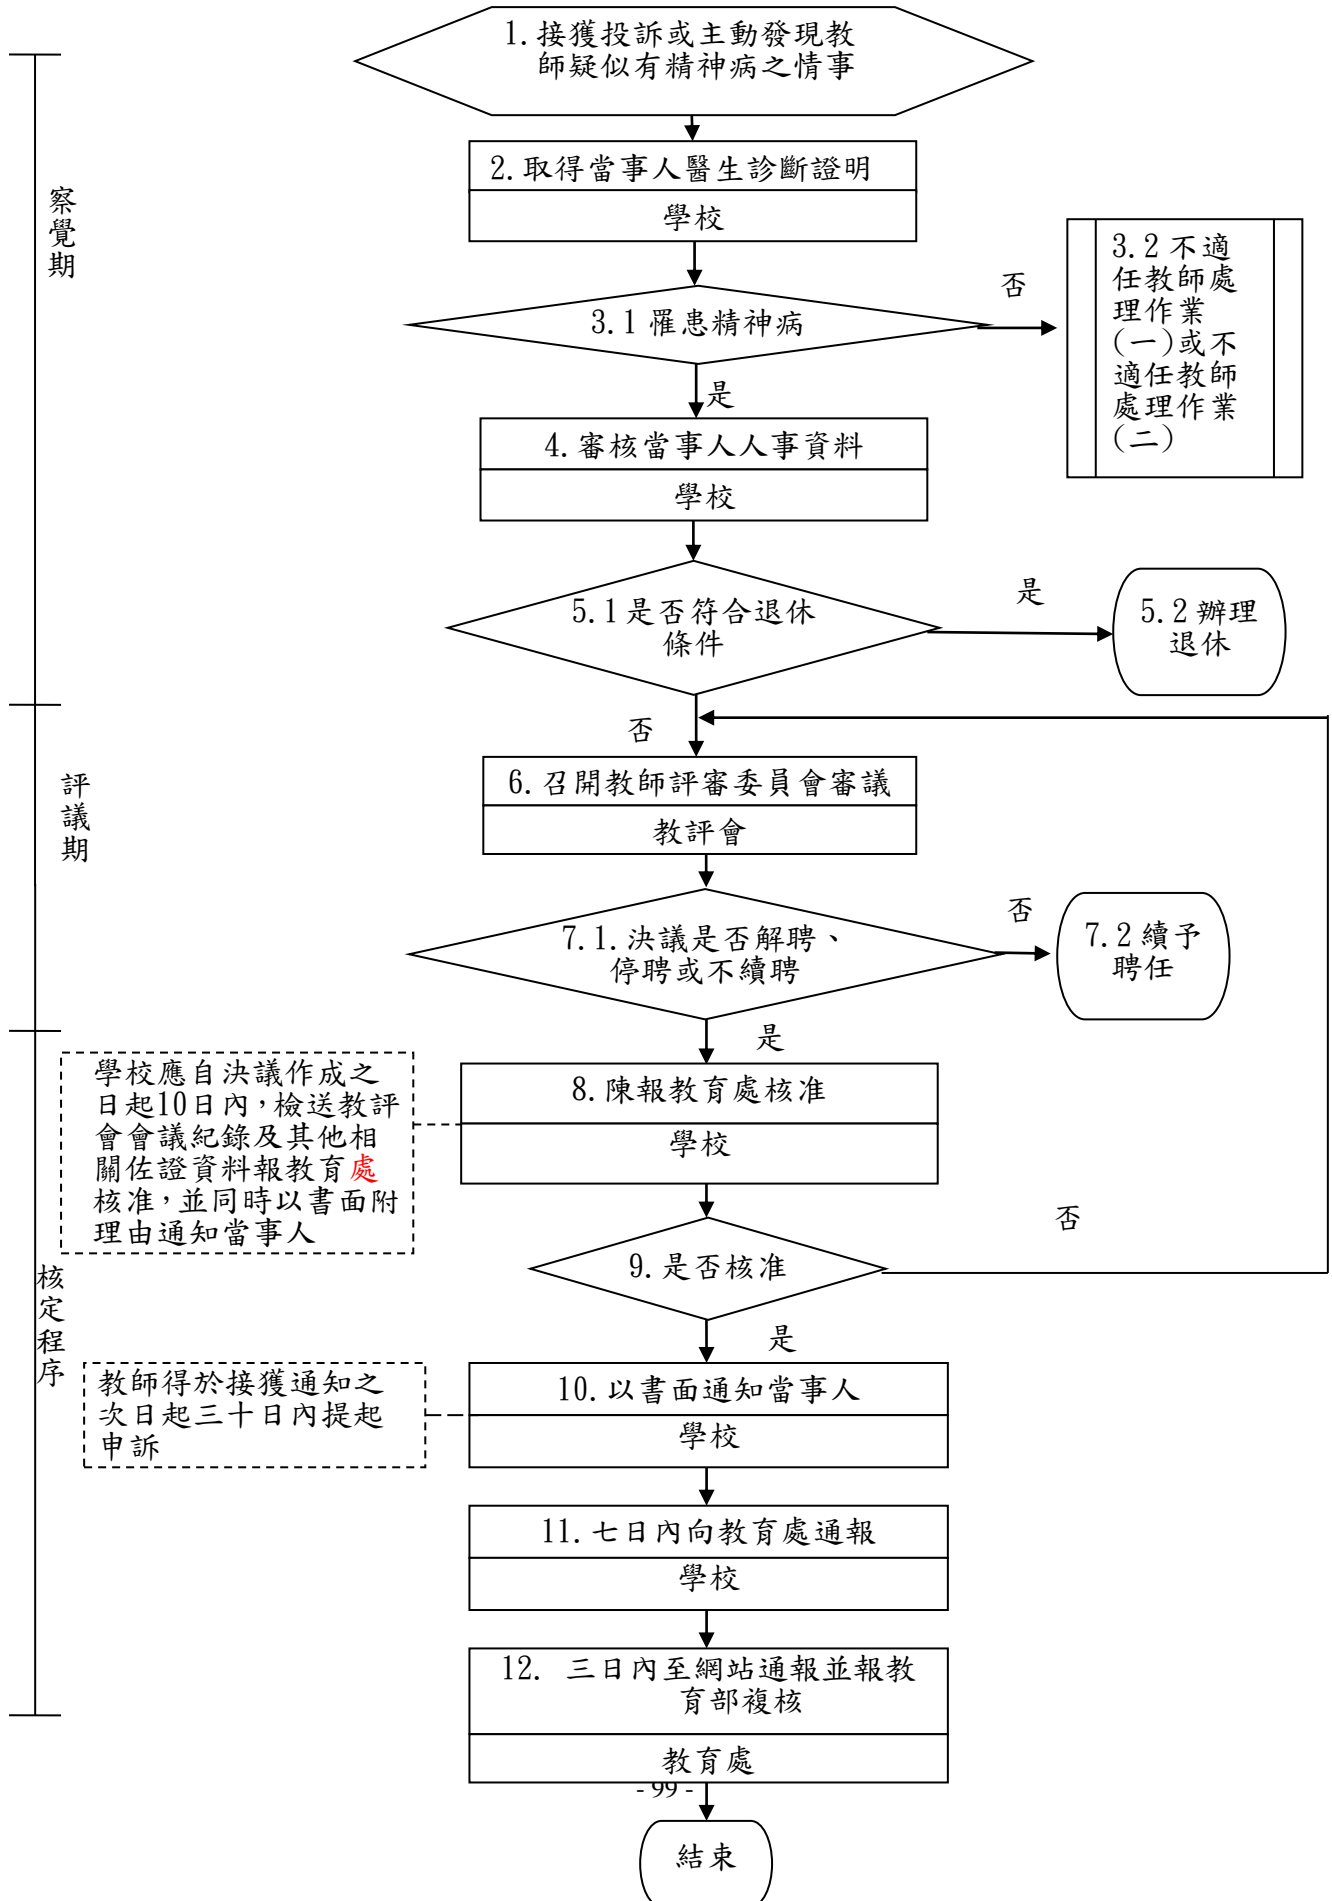 1.接獲投訴或主動發現教
師疑似有精神病之情事
2.取得當事人醫生診斷證明
學校
察
覺
期
3.1罹患精神病
否
3.2不適
任教師處
理作業
(一)或不
適任教師
處理作業
(二)
是
4.審核當事人人事資料
學校
5.1是否符合退休
條件
是
5.2辦理
退休
否
評
議
期
6.召開教師評審委員會審議
教評會
7.1.決議是否解聘、
停聘或不續聘
否
7.2續予
聘任
是
學校應自決議作成之
日起10日內，檢送教評
會會議紀錄及其他相
關佐證資料報教育處
核准，並同時以書面附
理由通知當事人
8.陳報教育處核准
學校
否
9.是否核准
核
定
程
序
是
教師得於接獲通知之
次日起三十日內提起
申訴
10.以書面通知當事人
學校
11.七日內向教育處通報
學校
12. 三日內至網站通報並報教
育部複核
教育處
- 99 -
結束